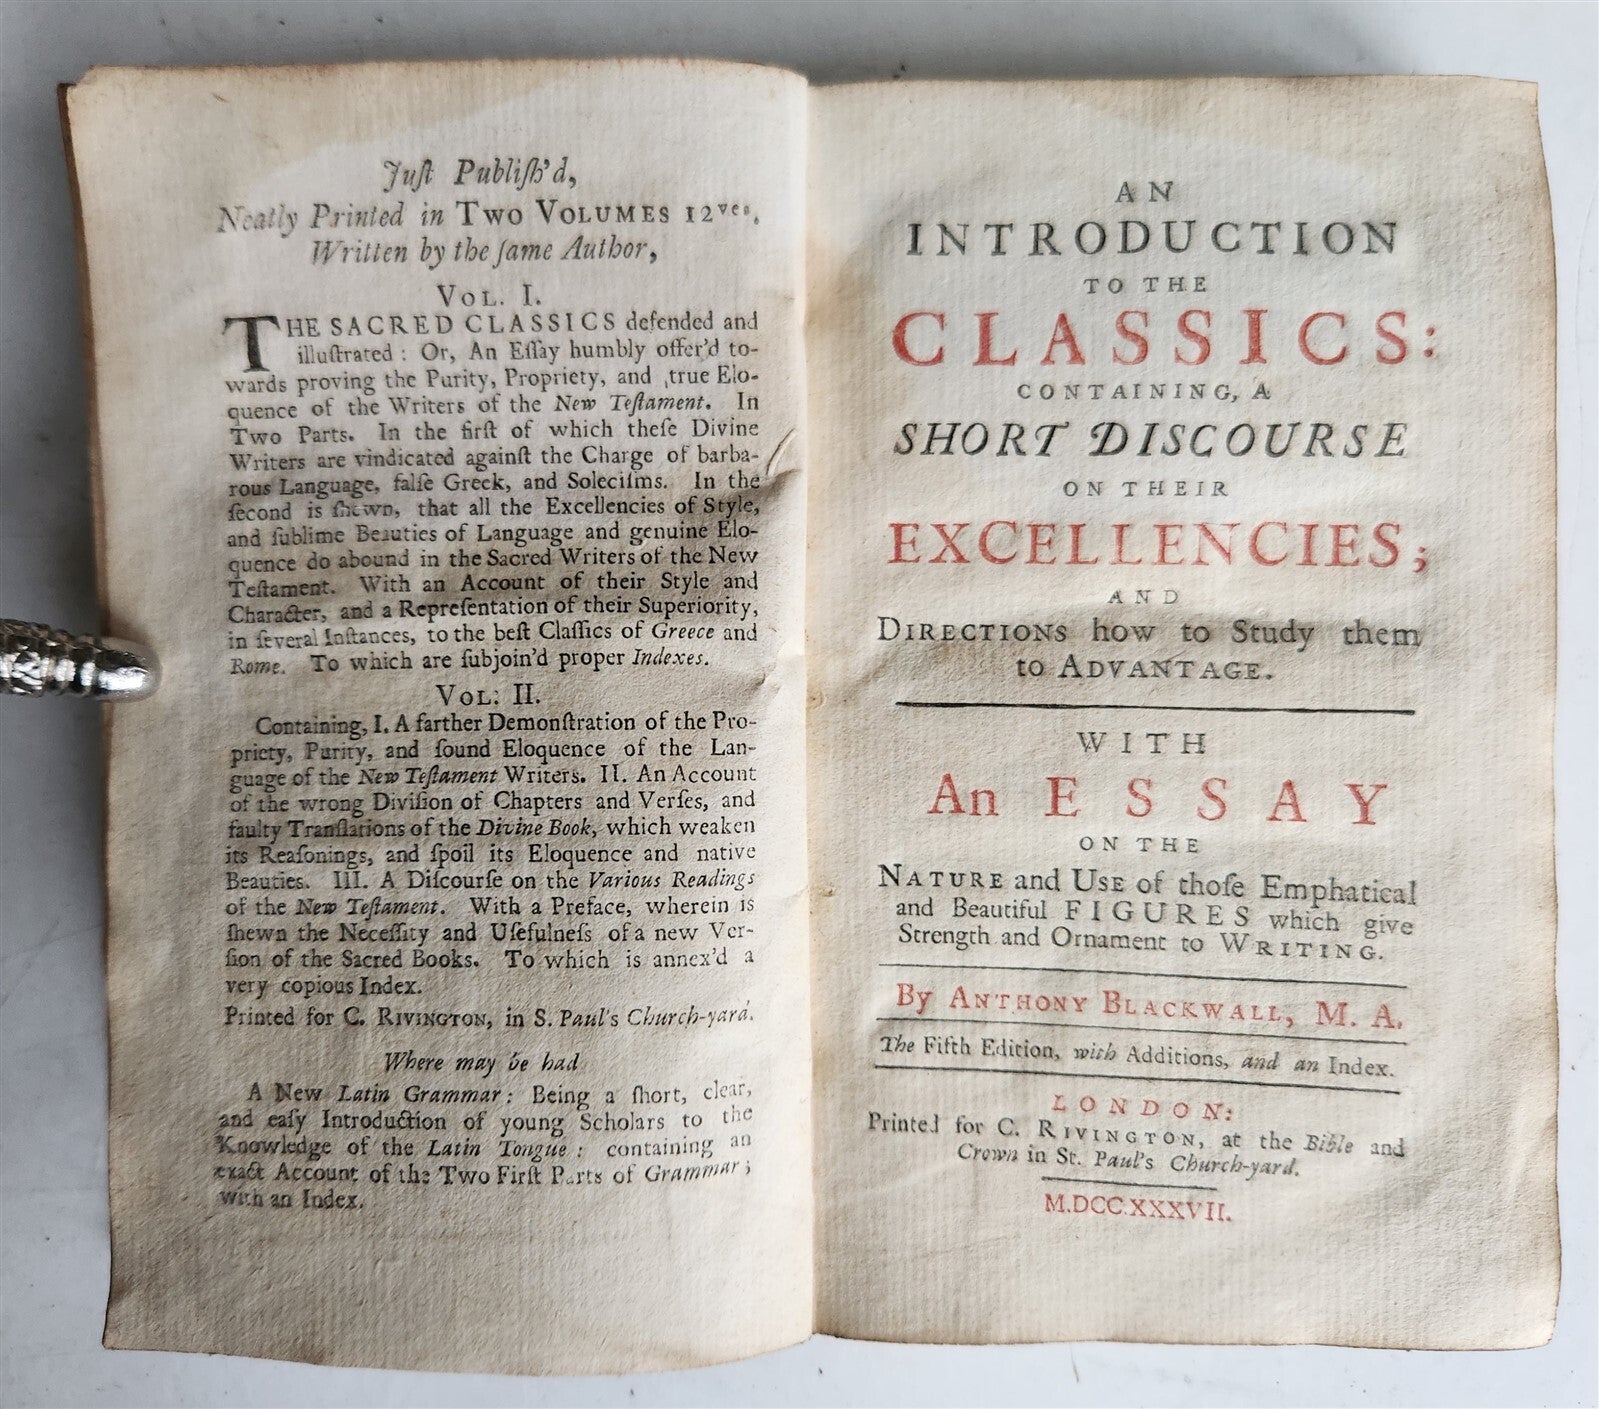 Juſt Publiſh'd,
Neatly Printed in TWO VOLUMES 12ves.
Written by the ſame Author,
VOL. I.
THE SACRED CLASSICS defended and
illuſtrated : Or, An Eſſay humbly offer'd to-
wards proving the Purity, Propriety, and true Elo-
quence of the Writers of the New Teſtament. In
Two Parts. In the firſt of which theſe Divine
Writers are vindicated againſt the Charge of barba-
rous Language, falſe Greek, and Soleciſms. In the
ſecond is ſhewn, that all the Excellencies of Style,
and ſublime Beauties of Language and genuine Elo-
quence do abound in the Sacred Writers of the New
Teſtament. With an Account of their Style and
Character, and a Repreſentation of their Superiority,
in ſeveral Inſtances, to the beſt Claſſics of Greece and
Rome. To which are ſubjoin'd proper Indexes.
VOL. II.
Containing, I. A farther Demonſtration of the Pro-
priety, Purity, and ſound Eloquence of the Lan-
guage of the New Teſtament Writers. II. An Account
of the wrong Diviſion of Chapters and Verſes, and
faulty Tranſlations of the Divine Book, which weaken
its Reaſonings, and ſpoil its Eloquence and native
Beauties. III. A Diſcourſe on the Various Readings
of the New Teſtament. With a Preface, wherein is
ſhewn the Neceſſity and Uſefulneſs of a new Ver-
ſion of the Sacred Books. To which is annex'd a
very copious Index.
Printed for C. RIVINGTON, in S. Paul's Church-yard.
Where may be had
A New Latin Grammar : Being a ſhort, clear,
and eaſy Introduction of young Scholars to the
Knowledge of the Latin Tongue : containing an
exact Account of the Two Firſt Parts of Grammar ;
with an Index.
AN
INTRODUCTION
TO THE
CLASSICS:
CONTAINING, A
SHORT DISCOURSE
ON THEIR
EXCELLENCIES;
AND
DIRECTIONS how to Study them
to ADVANTAGE.
WITH
An ESSAY
ON THE
NATURE and USE of thoſe Emphatical
and Beautiful FIGURES which give
Strength and Ornament to WRITING.
By ANTHONY BLACKWALL, M. A.
The Fifth Edition, with Additions, and an Index.
LONDON:
Printed for C. RIVINGTON, at the Bible and
Crown in St. Paul's Church-yard.
M.DCC.XXXVII.